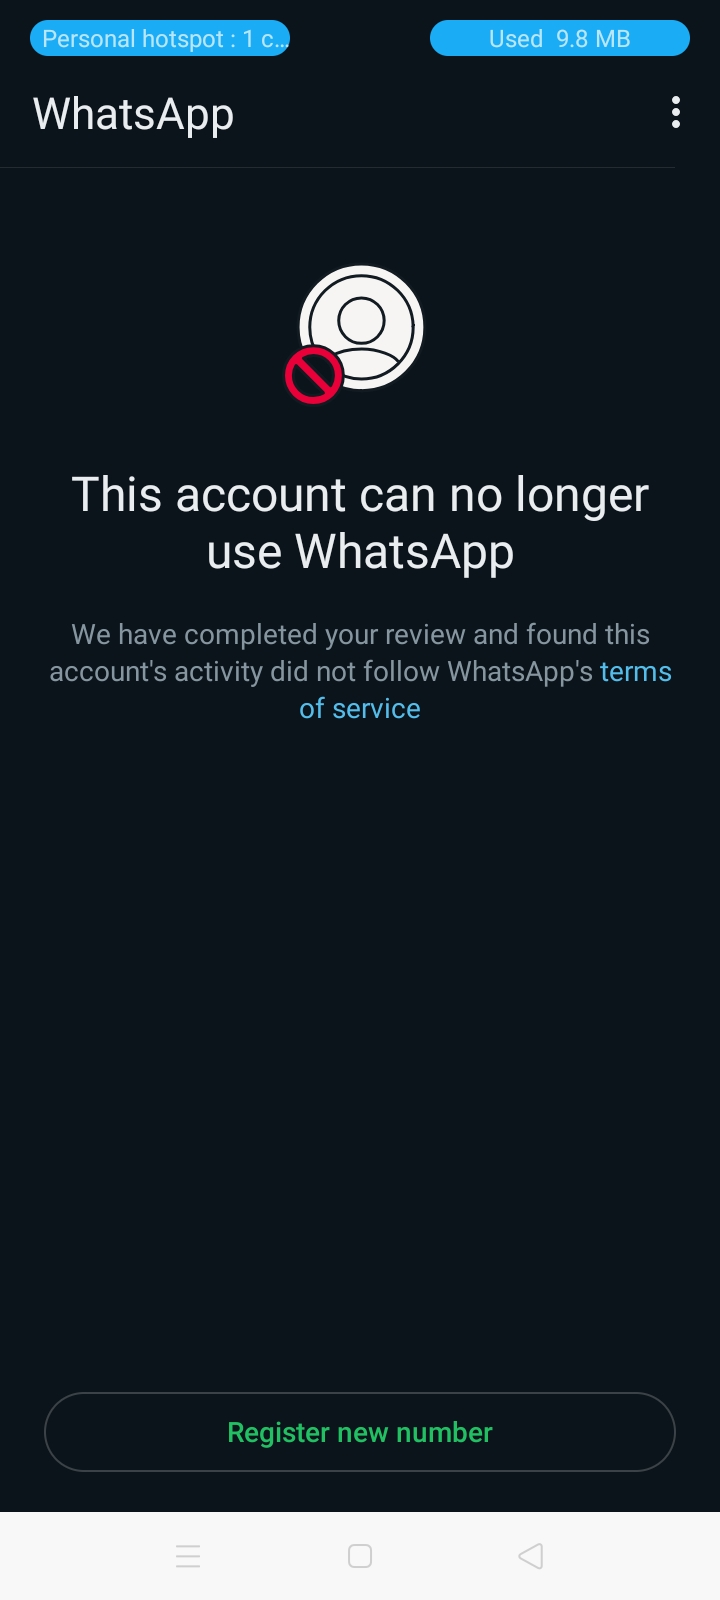 Personal hotspot : 1 c…
Used 9.8 MB
WhatsApp
This account can no longer
use WhatsApp
We have completed your review and found this
account's activity did not follow WhatsApp's terms
of service
Register new number